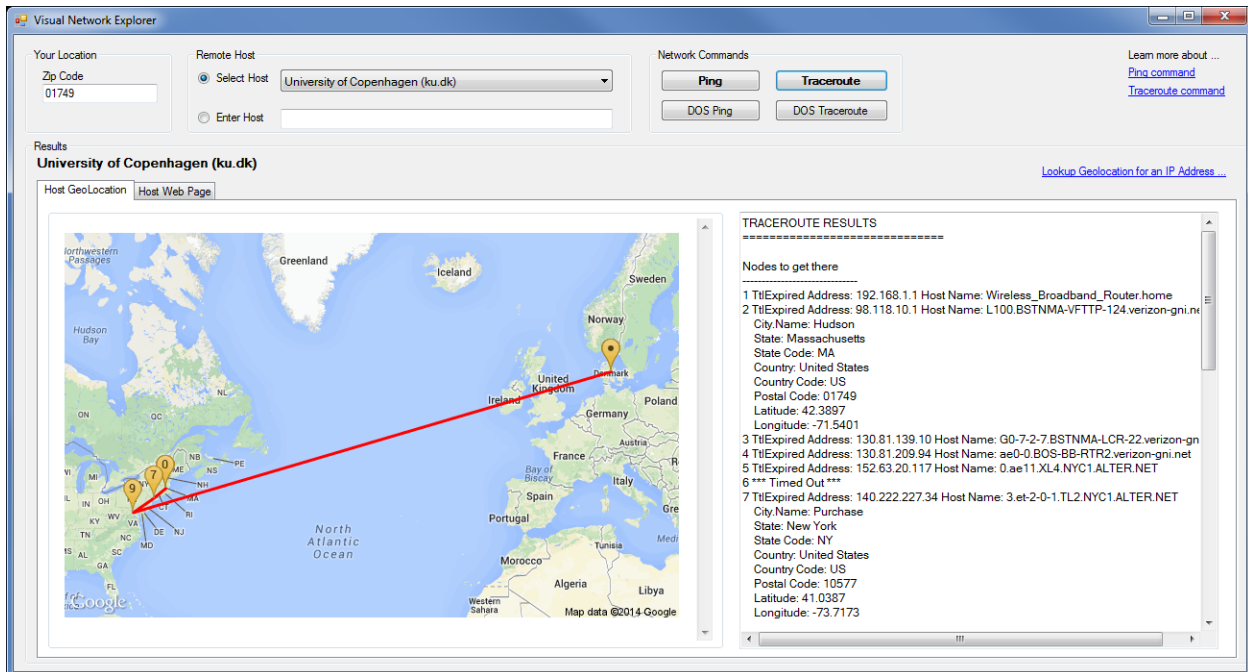 Visual Network Explorer
Your Location
Zip Code
01749
Remote Host
Select Host
University of Copenhagen (ku.dk)
Enter Host
Network Commands
Ping
Traceroute
DOS Ping
DOS Traceroute
Learn more about ...
Ping command
Traceroute command
Results
University of Copenhagen (ku.dk)
Lookup Geolocation for an IP Address ...
Host GeoLocation
Host Web Page
Northwestern
Passages
Greenland
Iceland
Sweden
Norway
Hudson
Bay
Denmark
United
Kingdom
Ireland
Poland
Germany
NL
ON
QC
Austria
France
NB
PE
ME
NS
Bay of
Biscay
Italy
0
7
9
WI
MI
NY
NH
MA
Spain
IL
IN
OH
CT
RI
Portugal
Gre
KY
WV
VA
DE
NJ
North
Atlantic
Ocean
TN
NC
MD
Tunisia
Medi
MS
AL
SC
GA
Morocco
Algeria
Libya
FL
Google
Western
Sahara
Map data ©2014 Google
TRACEROUTE RESULTS
==============================
Nodes to get there
------------------------------
1 TtlExpired Address: 192.168.1.1 Host Name: Wireless_Broadband_Router.home
2 TtlExpired Address: 98.118.10.1 Host Name: L100.BSTNMA-VFTTP-124.verizon-gni.ne
City.Name: Hudson
State: Massachusetts
State Code: MA
Country: United States
Country Code: US
Postal Code: 01749
Latitude: 42.3897
Longitude: -71.5401
3 TtlExpired Address: 130.81.139.10 Host Name: G0-7-2-7.BSTNMA-LCR-22.verizon-gn
4 TtlExpired Address: 130.81.209.94 Host Name: ae0-0.BOS-BB-RTR2.verizon-gni.net
5 TtlExpired Address: 152.63.20.117 Host Name: 0.ae11.XL4.NYC1.ALTER.NET
6 *** Timed Out ***
7 TtlExpired Address: 140.222.227.34 Host Name: 3.et-2-0-1.TL2.NYC1.ALTER.NET
City.Name: Purchase
State: New York
State Code: NY
Country: United States
Country Code: US
Postal Code: 10577
Latitude: 41.0387
Longitude: -73.7173